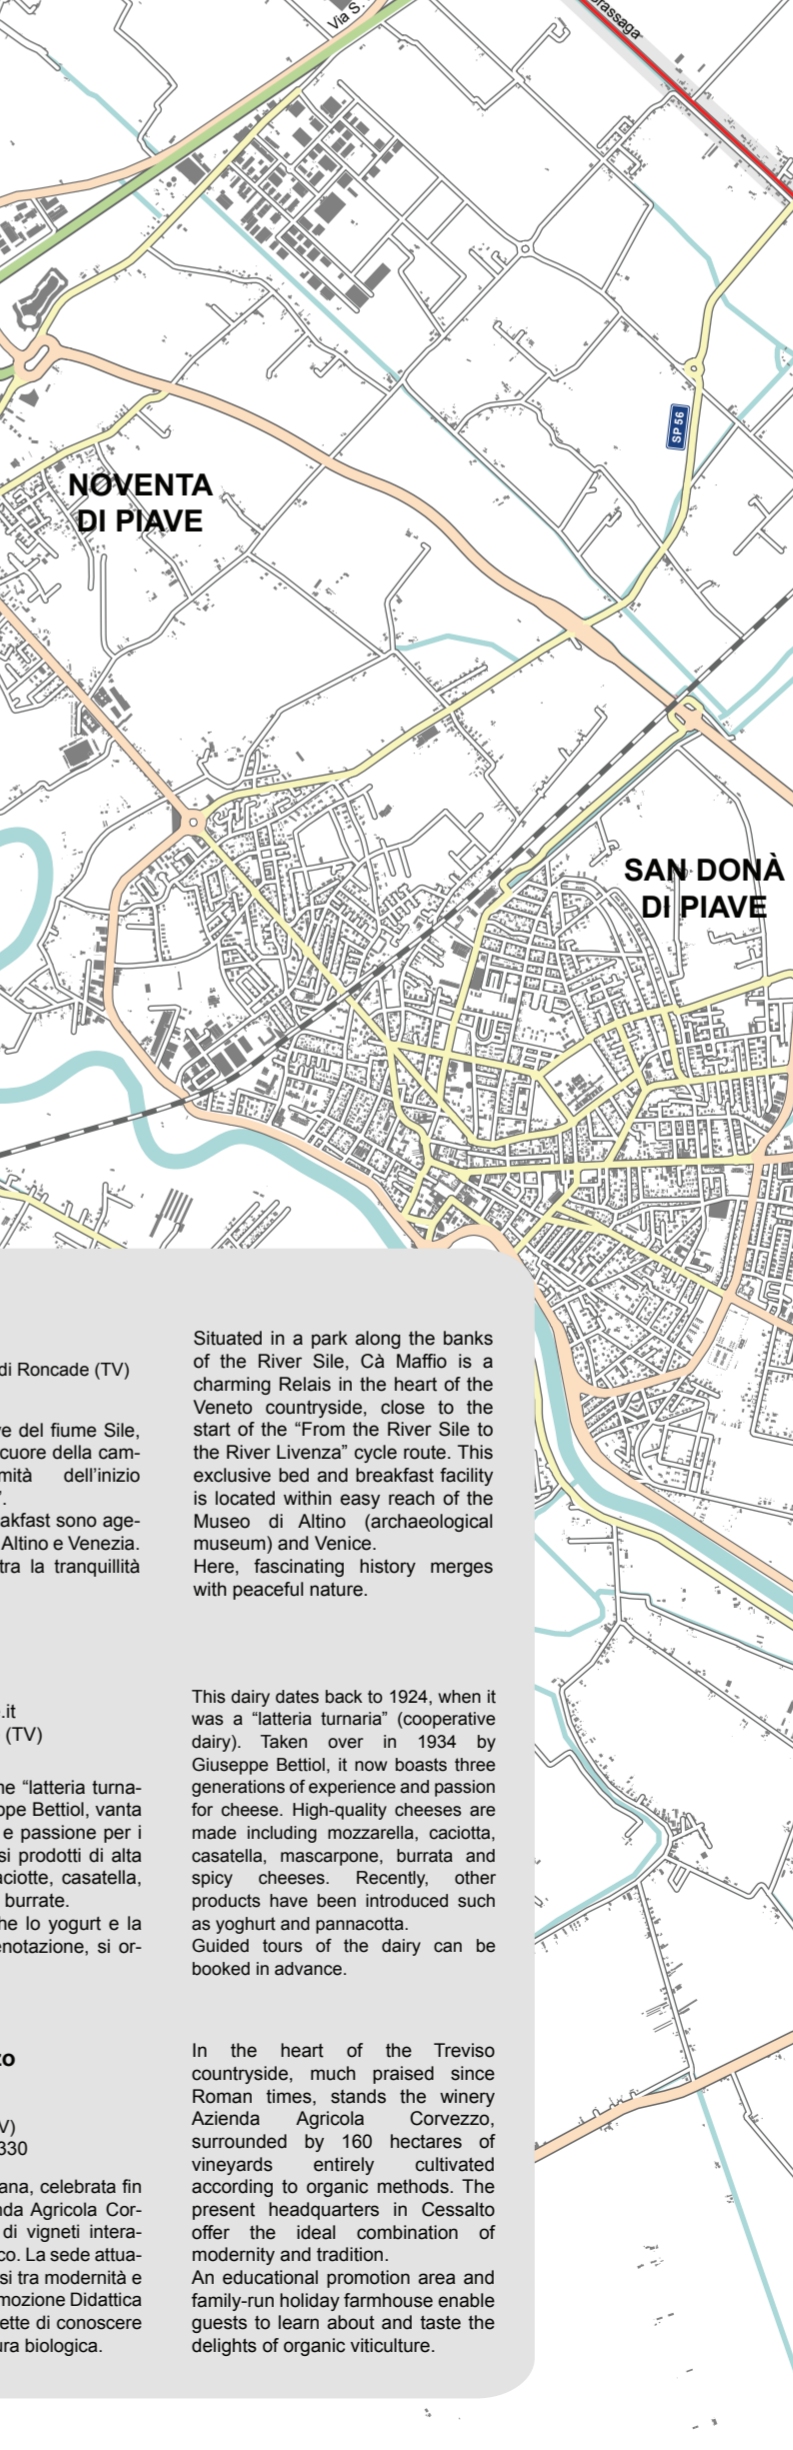 Via S.
Grassaga
SP 56
NOVENTA
DI PIAVE
SAN DONÀ
DI PIAVE
di Roncade (TV)
ve del fiume Sile,
cuore della cam-
mità dell’inizio
”.
akfast sono age-
Altino e Venezia.
tra la tranquillità
Situated in a park along the banks
of the River Sile, Cà Maffio is a
charming Relais in the heart of the
Veneto countryside, close to the
start of the “From the River Sile to
the River Livenza” cycle route. This
exclusive bed and breakfast facility
is located within easy reach of the
Museo di Altino (archaeological
museum) and Venice.
Here, fascinating history merges
with peaceful nature.
.it
(TV)
ne “latteria turna-
ppe Bettiol, vanta
e passione per i
si prodotti di alta
aciotte, casatella,
burrate.
he lo yogurt e la
enotazione, si or-
This dairy dates back to 1924, when it
was a “latteria turnaria” (cooperative
dairy). Taken over in 1934 by
Giuseppe Bettiol, it now boasts three
generations of experience and passion
for cheese. High-quality cheeses are
made including mozzarella, caciotta,
casatella, mascarpone, burrata and
spicy cheeses. Recently, other
products have been introduced such
as yoghurt and pannacotta.
Guided tours of the dairy can be
booked in advance.
zo
V)
330
ana, celebrata fin
nda Agricola Cor-
di vigneti intera-
co. La sede attua-
si tra modernità e
mozione Didattica
ette di conoscere
ura biologica.
In the heart of the Treviso
countryside, much praised since
Roman times, stands the winery
Azienda Agricola Corvezzo,
surrounded by 160 hectares of
vineyards entirely cultivated
according to organic methods. The
present headquarters in Cessalto
offer the ideal combination of
modernity and tradition.
An educational promotion area and
family-run holiday farmhouse enable
guests to learn about and taste the
delights of organic viticulture.